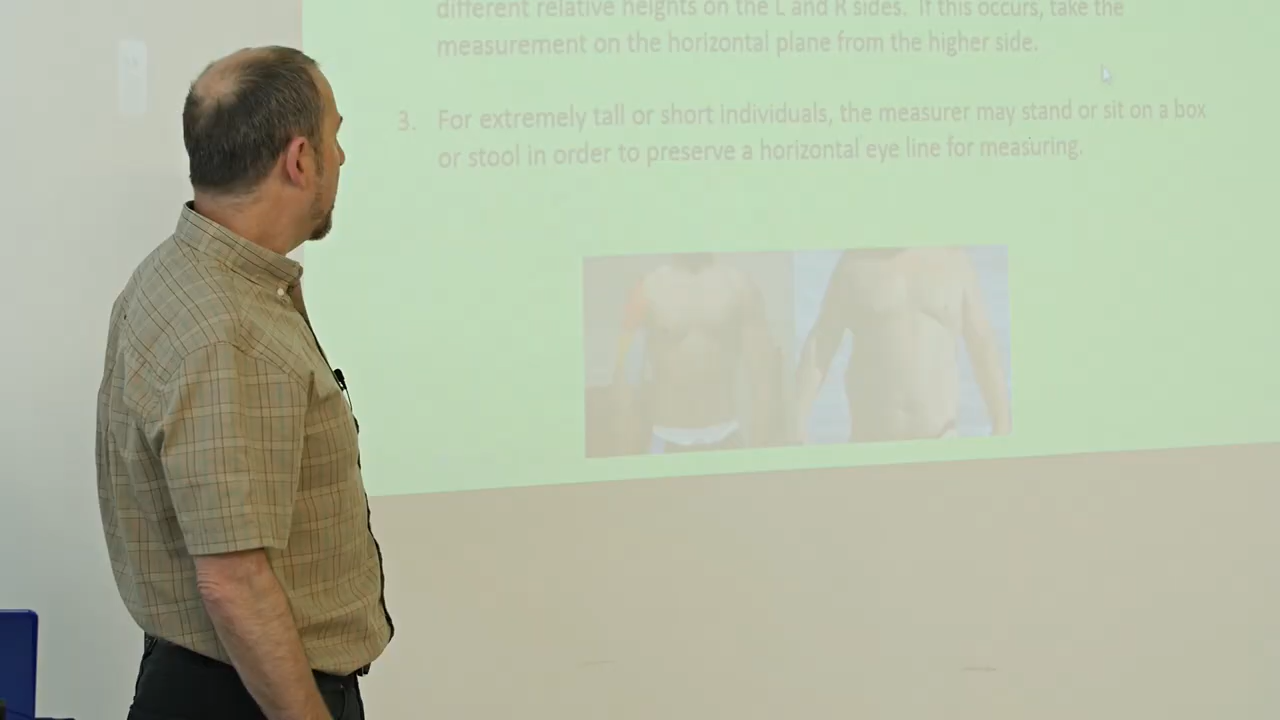 different relative heights on the L and R sides.  If this occurs, take the
measurement on the horizontal plane from the higher side.
3. For extremely tall or short individuals, the measurer may stand or sit on a box
or stool in order to preserve a horizontal eye line for measuring.